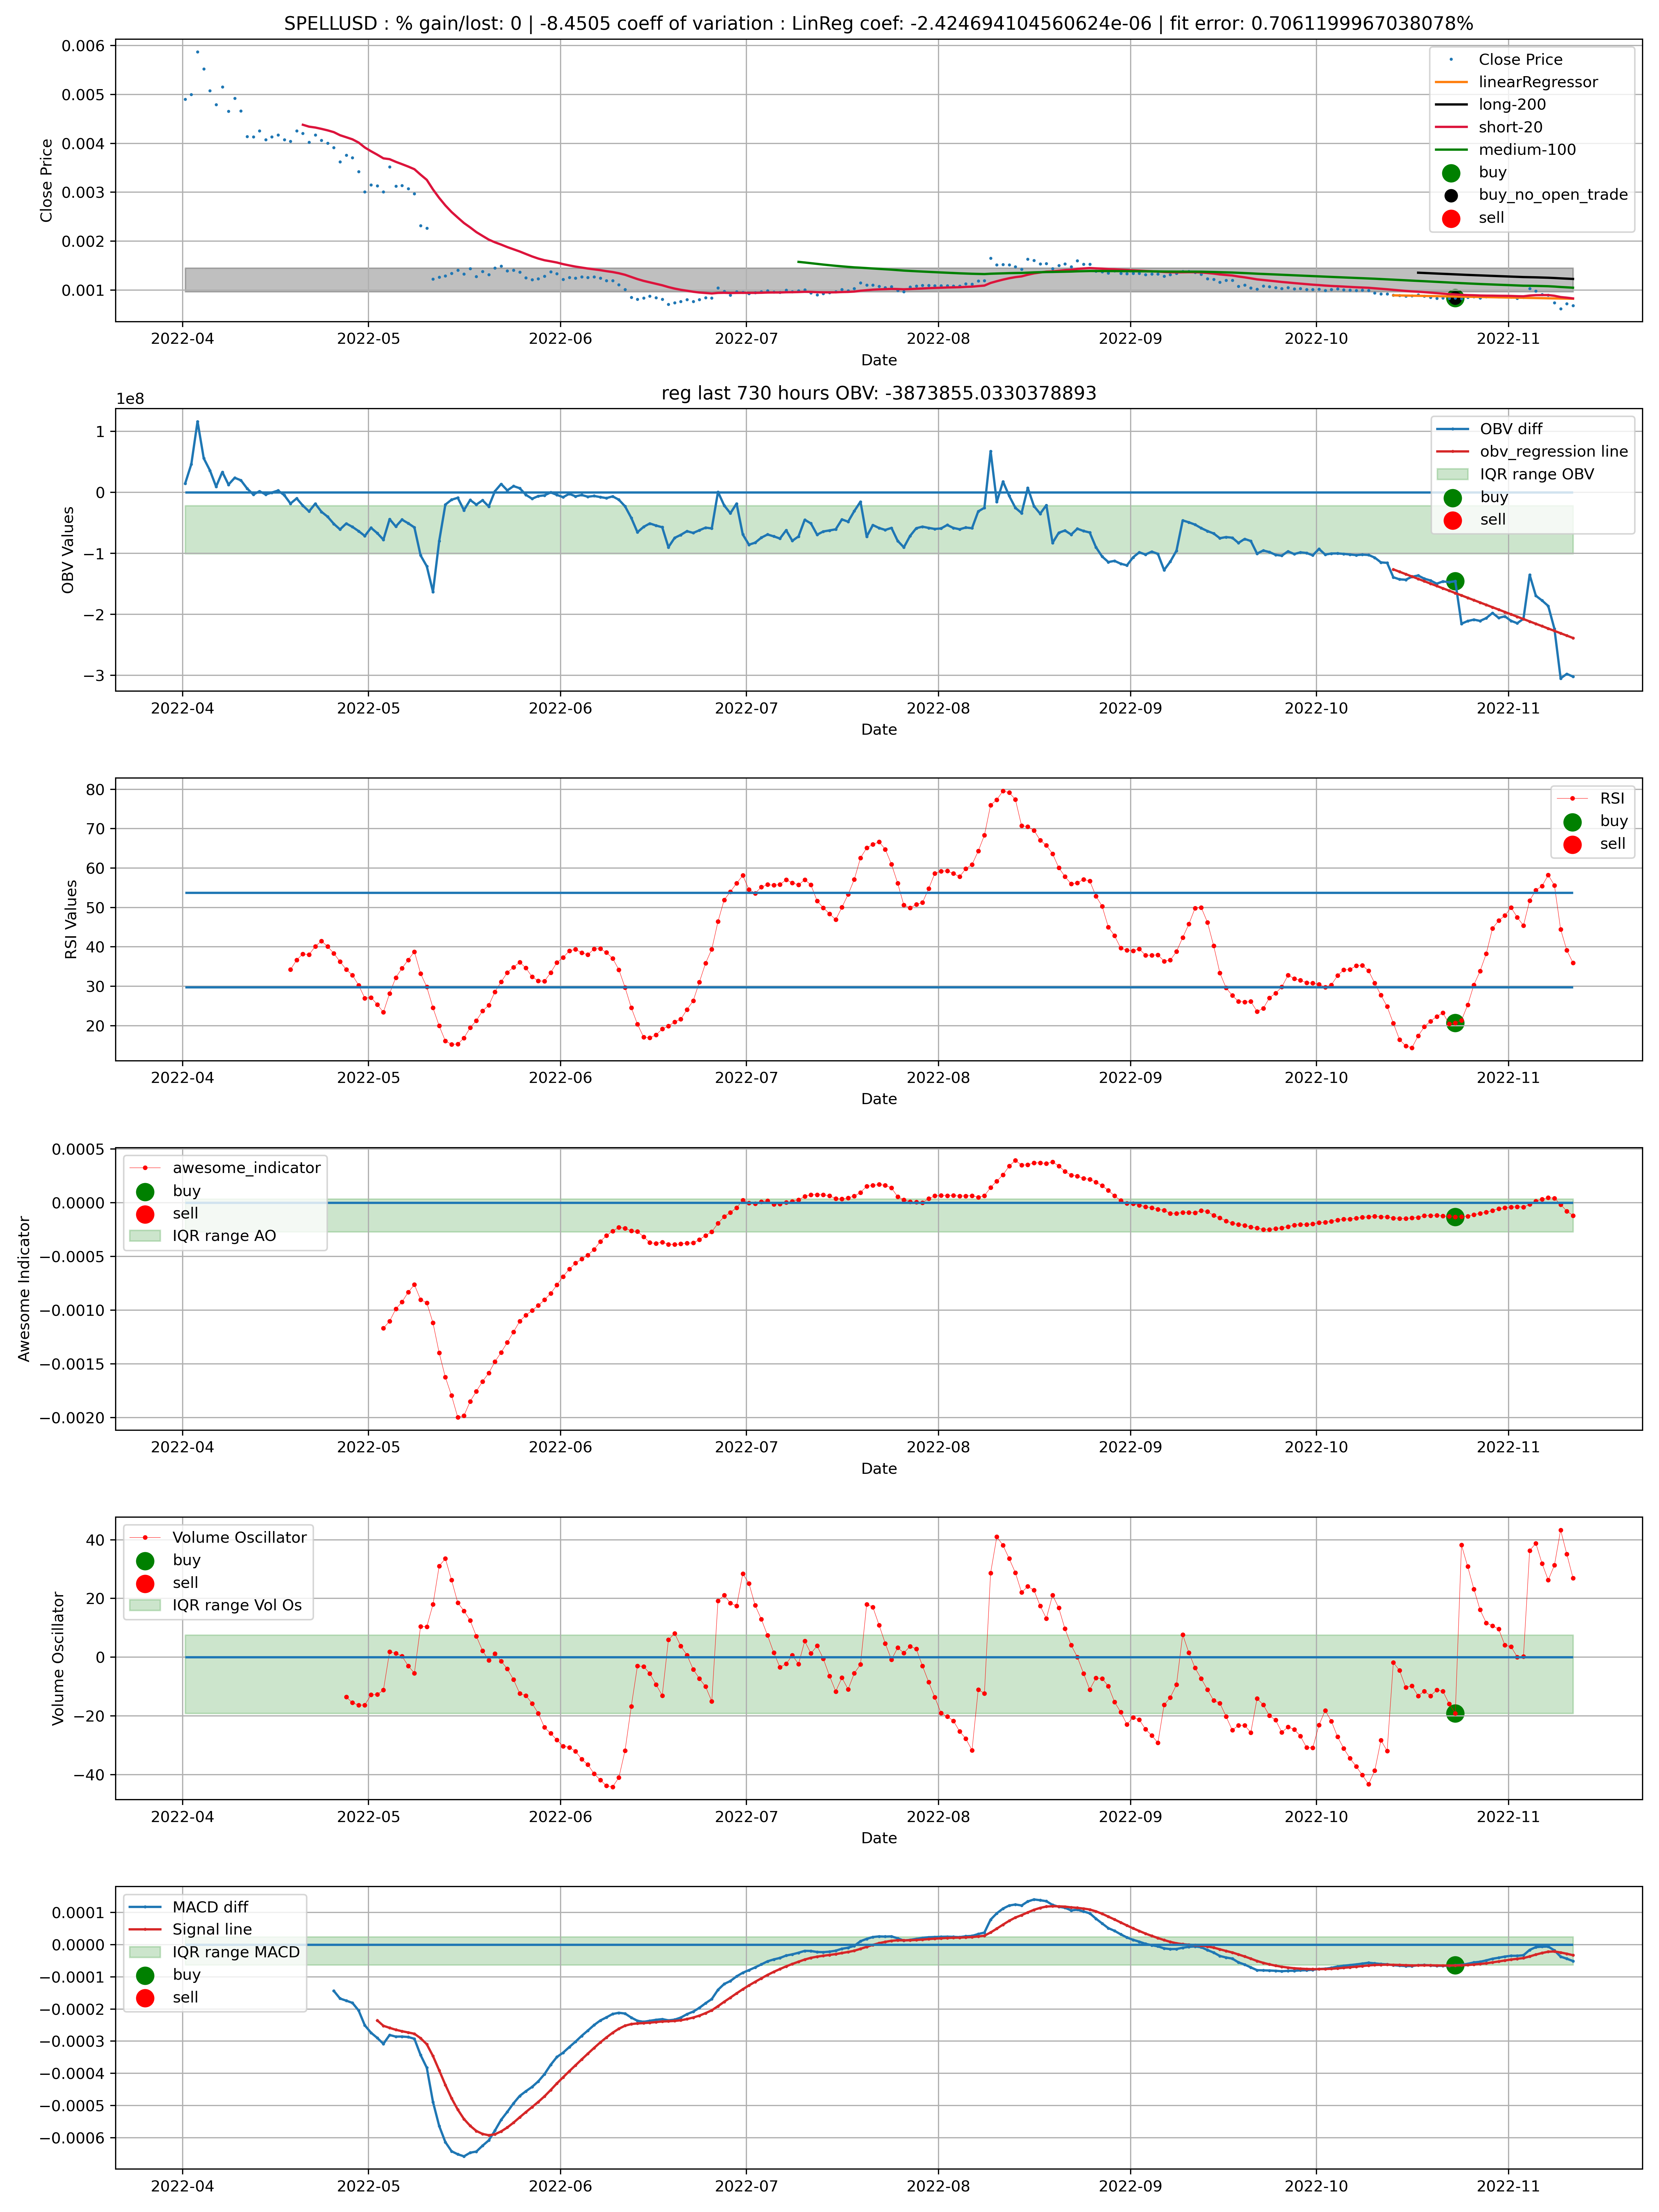 SPELLUSD : % gain/lost: 0 | -8.4505 coeff of variation : LinReg coef: -2.424694104560624e-06 | fit error: 0.7061199967038078%
Close Price
0.006
0.005
0.004
0.003
0.002
0.001
Close Price
linearRegressor
long-200
short-20
medium-100
buy
buy_no_open_trade
sell
2022-04 2022-05 2022-06 2022-07 2022-08 2022-09 2022-10 2022-11
Date
reg last 730 hours OBV: -3873855.0330378893
1e8
OBV Values
1
0
−1
−2
−3
OBV diff
obv_regression line
IQR range OBV
buy
sell
2022-04 2022-05 2022-06 2022-07 2022-08 2022-09 2022-10 2022-11
Date
RSI Values
80
70
60
50
40
30
20
RSI
buy
sell
2022-04 2022-05 2022-06 2022-07 2022-08 2022-09 2022-10 2022-11
Date
Awesome Indicator
0.0005
0.0000
−0.0005
−0.0010
−0.0015
−0.0020
awesome_indicator
buy
sell
IQR range AO
2022-04 2022-05 2022-06 2022-07 2022-08 2022-09 2022-10 2022-11
Date
Volume Oscillator
40
20
0
−20
−40
Volume Oscillator
buy
sell
IQR range Vol Os
2022-04 2022-05 2022-06 2022-07 2022-08 2022-09 2022-10 2022-11
Date
0.0001
0.0000
−0.0001
−0.0002
−0.0003
−0.0004
−0.0005
−0.0006
MACD diff
Signal line
IQR range MACD
buy
sell
2022-04 2022-05 2022-06 2022-07 2022-08 2022-09 2022-10 2022-11